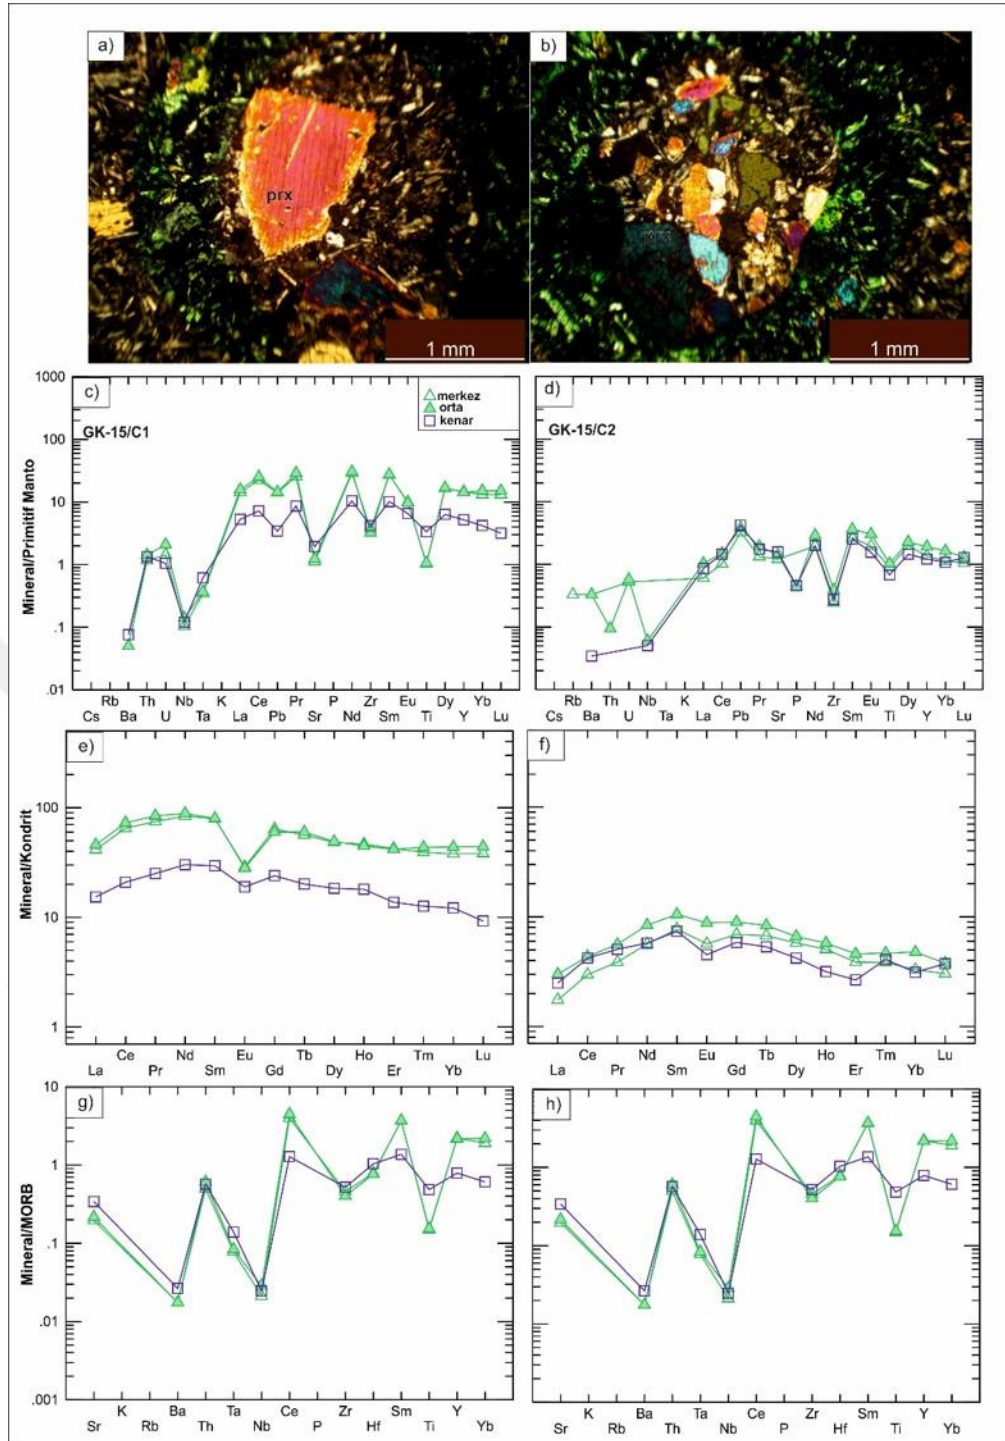 a)
b)
prx
1 mm
1 mm
c)
GK-15/C1
merkez
orta
kenar
d)
GK-15/C2
Mineral/Primitif Manto
1000
100
10
1
.1
.01
Rb Th Nb K Ce Pr P Zr Eu Dy Yb
Cs Ba U Ta La Pb Sr Nd Sm Ti Y Lu
Rb Th Nb K Ce Pr P Zr Eu Dy Yb
Cs Ba U Ta La Pb Sr Nd Sm Ti Y Lu
e)
f)
Mineral/Kondrit
100
10
1
Ce Nd Eu Tb Ho Tm Lu
La Pr Sm Gd Dy Er Yb
Ce Nd Eu Tb Ho Tm Lu
La Pr Sm Gd Dy Er Yb
g)
h)
Mineral/MORB
10
1
.1
.01
.001
K Ba Ta Ce Zr Sm Y
Sr Rb Th Nb P Hf Ti Yb
K Ba Ta Ce Zr Sm Y
Sr Rb Th Nb P Hf Ti Yb